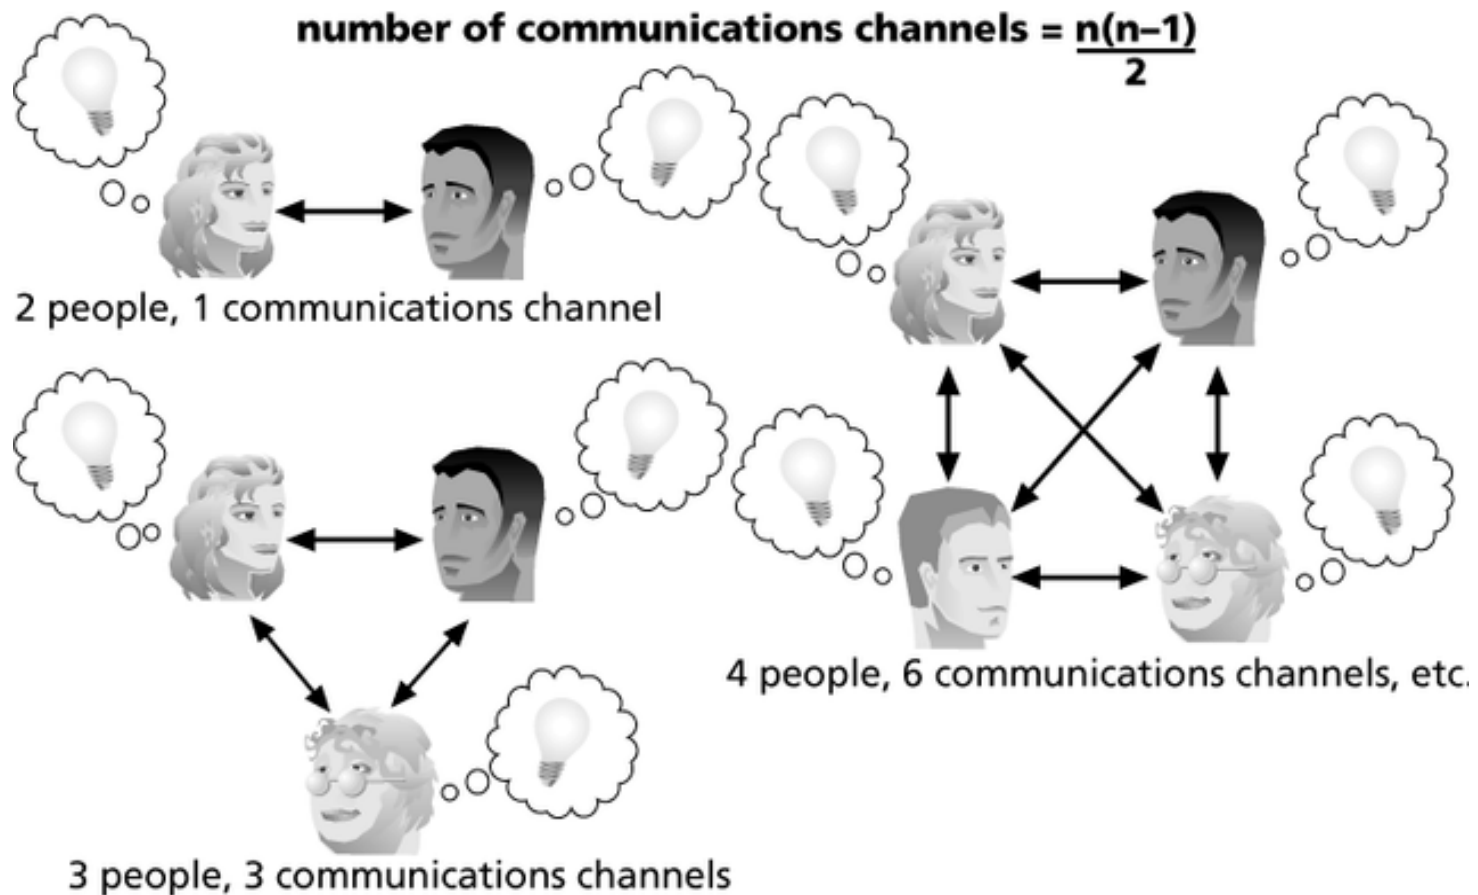 number of communications channels = n(n–1)
2
2 people, 1 communications channel
4 people, 6 communications channels, etc.
3 people, 3 communications channels